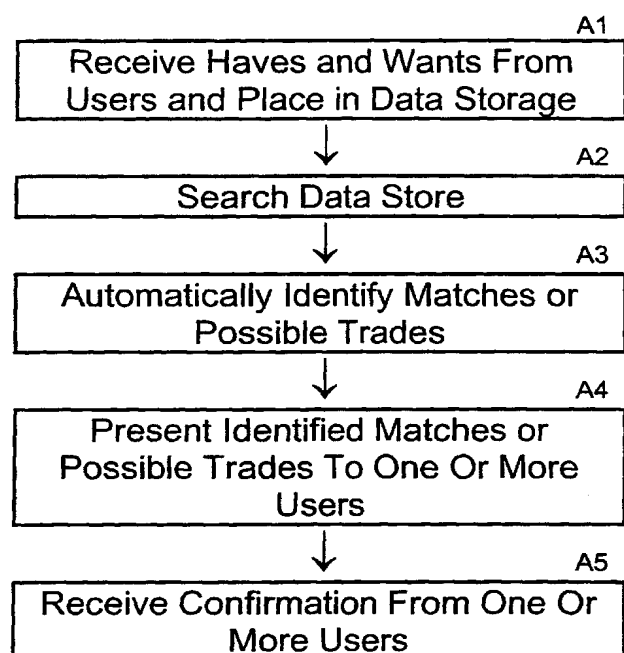 A1
Receive Haves and Wants From
Users and Place in Data Storage
A2
Search Data Store
A3
Automatically Identify Matches or
Possible Trades
A4
Present Identified Matches or
Possible Trades To One Or More
Users
A5
Receive Confirmation From One Or
More Users